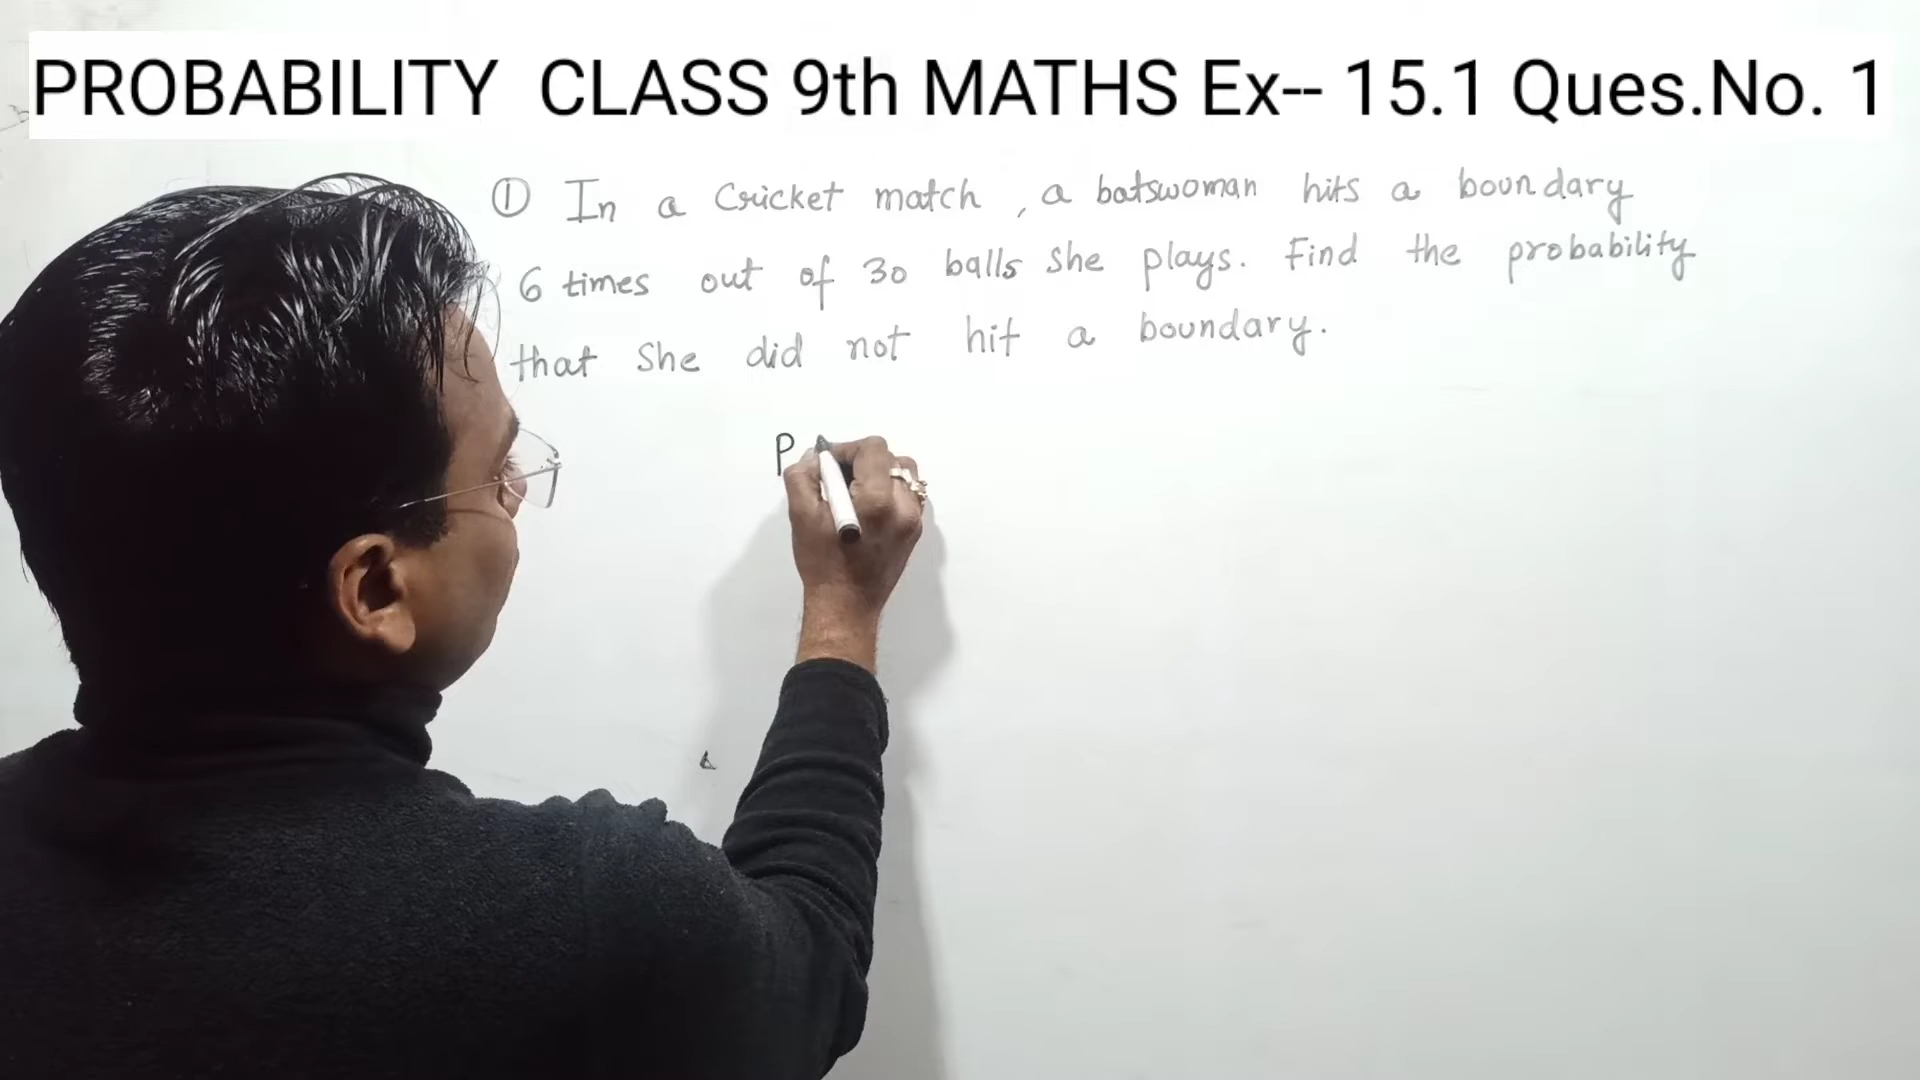 PROBABILITY CLASS 9th MATHS Ex-- 15.1 Ques.No. 1
① In a Cricket match , a batswoman hits a boundary
6 times out of 30 balls she plays. Find the probability
that She did not hit a boundary.
P